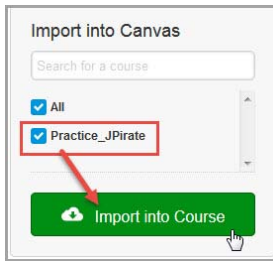 Import into Canvas
Search for a course
All
Practice_JPirate
Import into Course